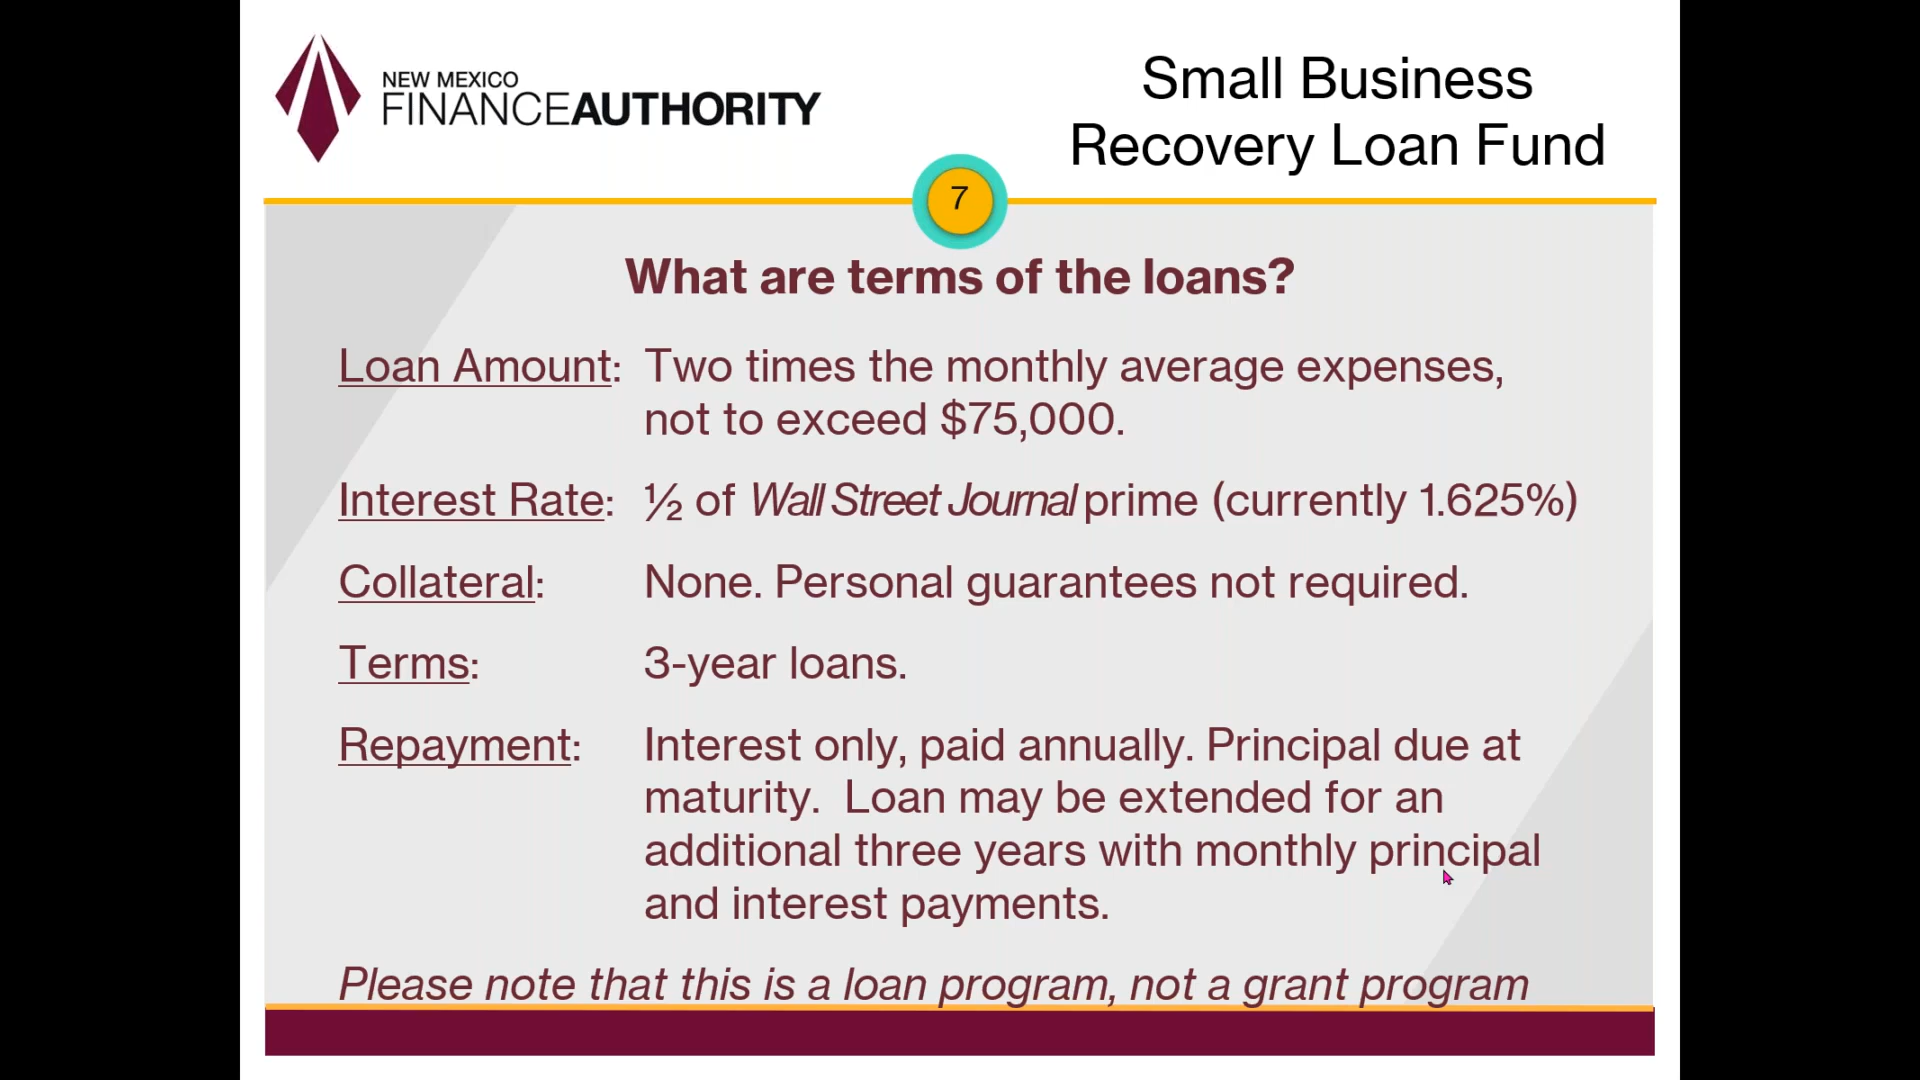 NEW MEXICO
FINANCEAUTHORITY
Small Business
Recovery Loan Fund
7
What are terms of the loans?
Loan Amount: Two times the monthly average expenses,
not to exceed $75,000.
Interest Rate: ½ of Wall Street Journal prime (currently 1.625%)
Collateral: None. Personal guarantees not required.
Terms: 3-year loans.
Repayment: Interest only, paid annually. Principal due at
maturity.  Loan may be extended for an
additional three years with monthly principal
and interest payments.
Please note that this is a loan program, not a grant program